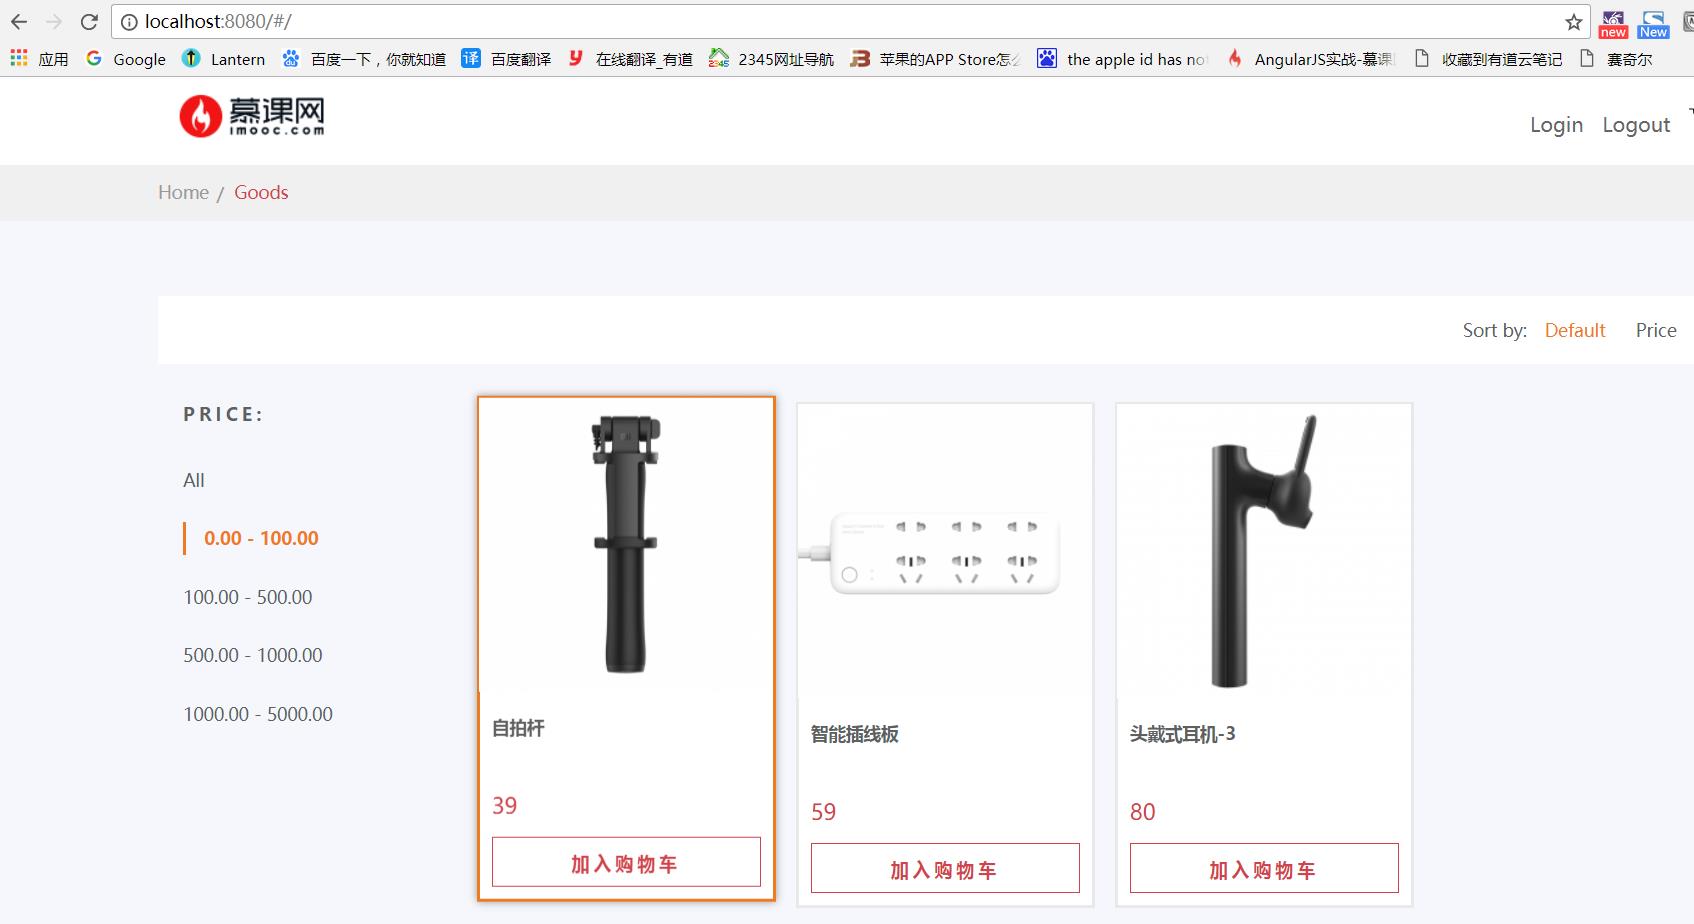 localhost:8080/#/
new
New
应用
Google
Lantern
百度一下，你就知道
译
百度翻译
在线翻译_有道
2345
2345网址导航
苹果的APP Store怎么
the apple id has not
AngularJS实战-慕课
收藏到有道云笔记
赛奇尔
慕课网
imooc.com
Login
Logout
Home / Goods
Sort by:
Default
Price
PRICE:
All
0.00 - 100.00
100.00 - 500.00
500.00 - 1000.00
1000.00 - 5000.00
自拍杆
39
加入购物车
智能插线板
59
加入购物车
头戴式耳机-3
80
加入购物车